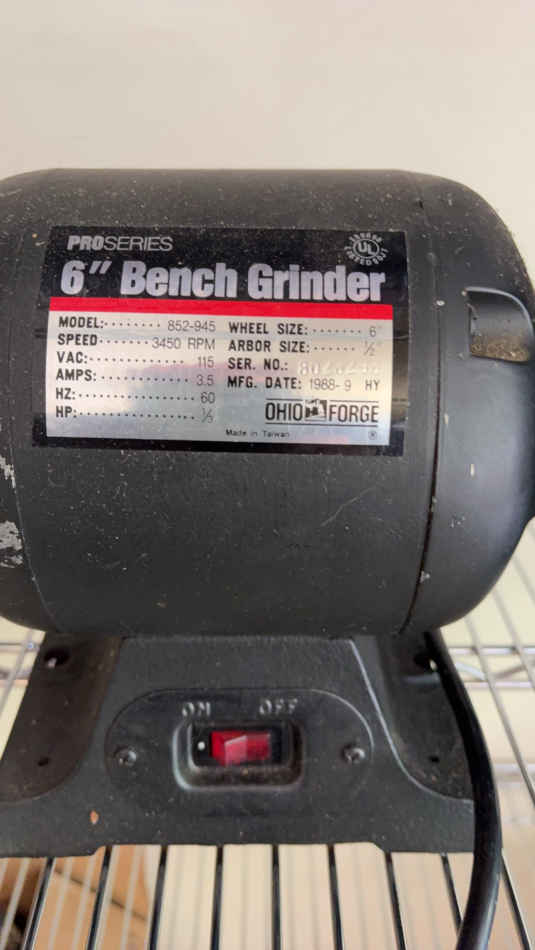 PROSERIES
6" Bench Grinder
MODEL:········ 852-945
SPEED········3450 RPM
VAC:·············· 115
AMPS:············· 3.5
HZ:················ 60
HP:················ ⅓
WHEEL SIZE:······· 6"
ARBOR SIZE:······ ½"
SER. NO.:
MFG. DATE: 1988-9 HY
OHIO FORGE
Made in Taiwan
®
UL
ON OFF